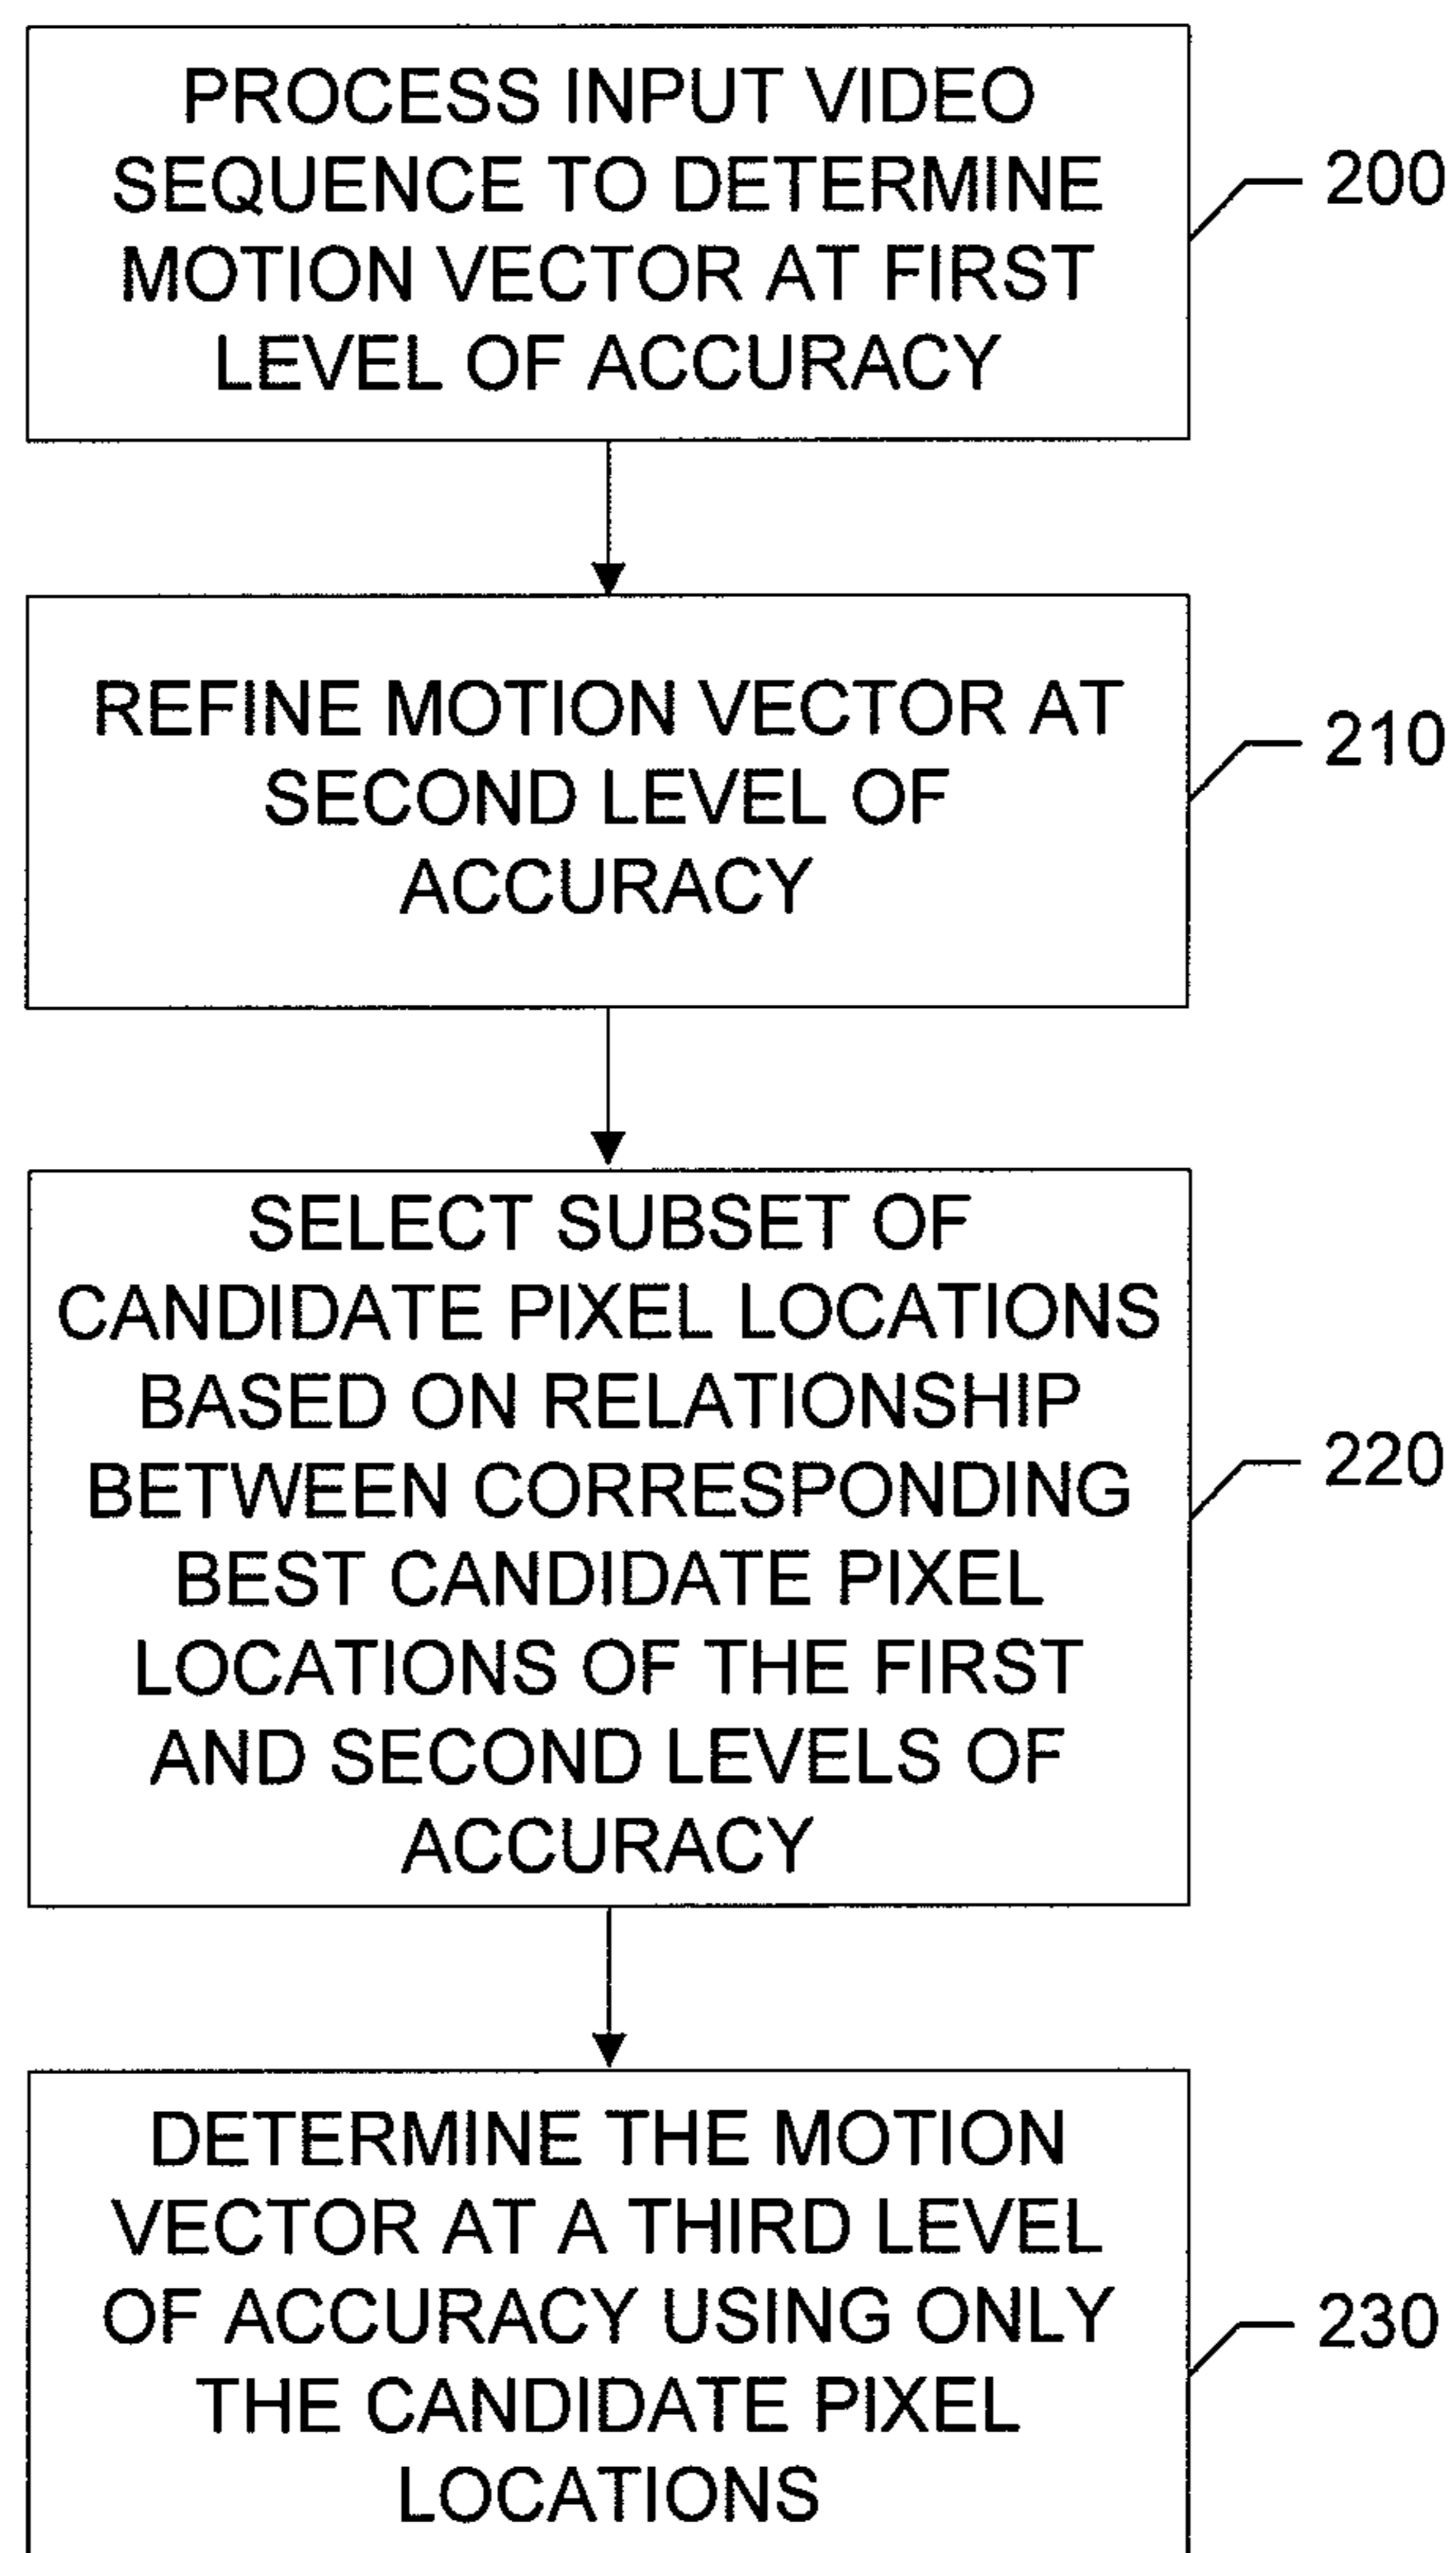 PROCESS INPUT VIDEO
SEQUENCE TO DETERMINE
MOTION VECTOR AT FIRST
LEVEL OF ACCURACY
200
REFINE MOTION VECTOR AT
SECOND LEVEL OF
ACCURACY
210
SELECT SUBSET OF
CANDIDATE PIXEL LOCATIONS
BASED ON RELATIONSHIP
BETWEEN CORRESPONDING
BEST CANDIDATE PIXEL
LOCATIONS OF THE FIRST
AND SECOND LEVELS OF
ACCURACY
220
DETERMINE THE MOTION
VECTOR AT A THIRD LEVEL
OF ACCURACY USING ONLY
THE CANDIDATE PIXEL
LOCATIONS
230